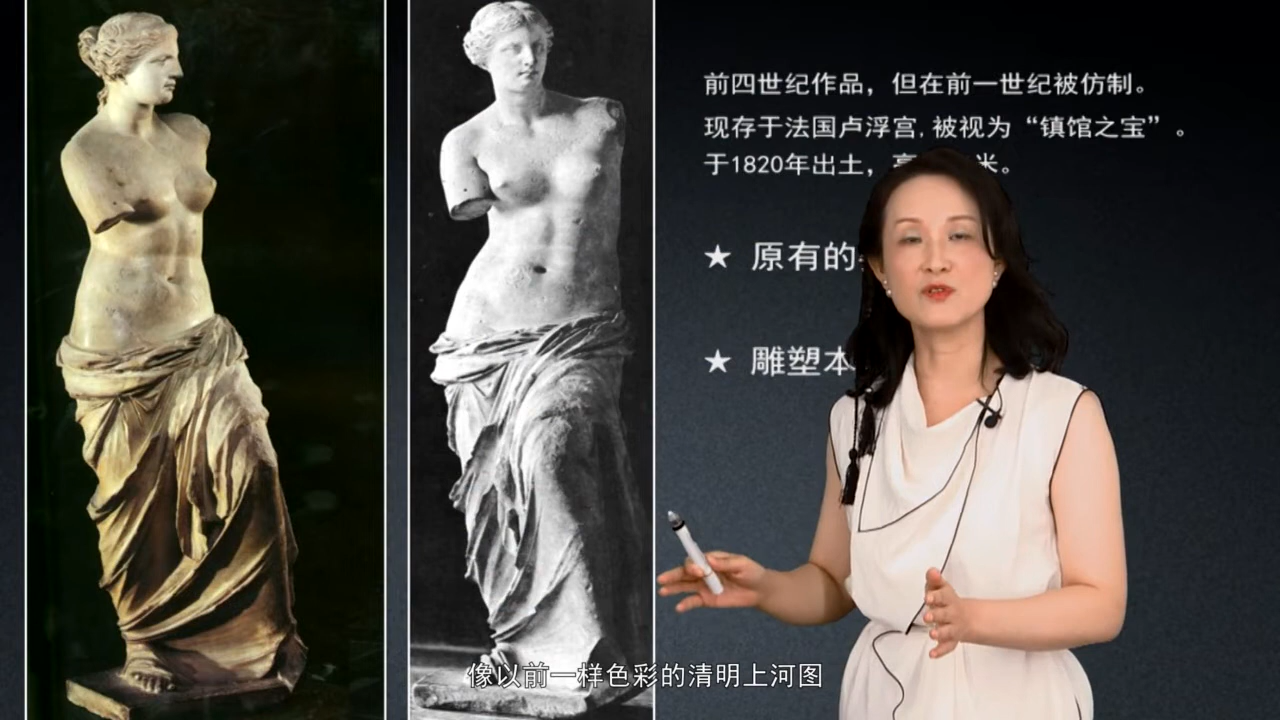 前四世纪作品，但在前一世纪被仿制。
现存于法国卢浮宫,被视为“镇馆之宝”。
于1820年出土，高 米。
★ 原有的
★ 雕塑本
像以前一样色彩的清明上河图